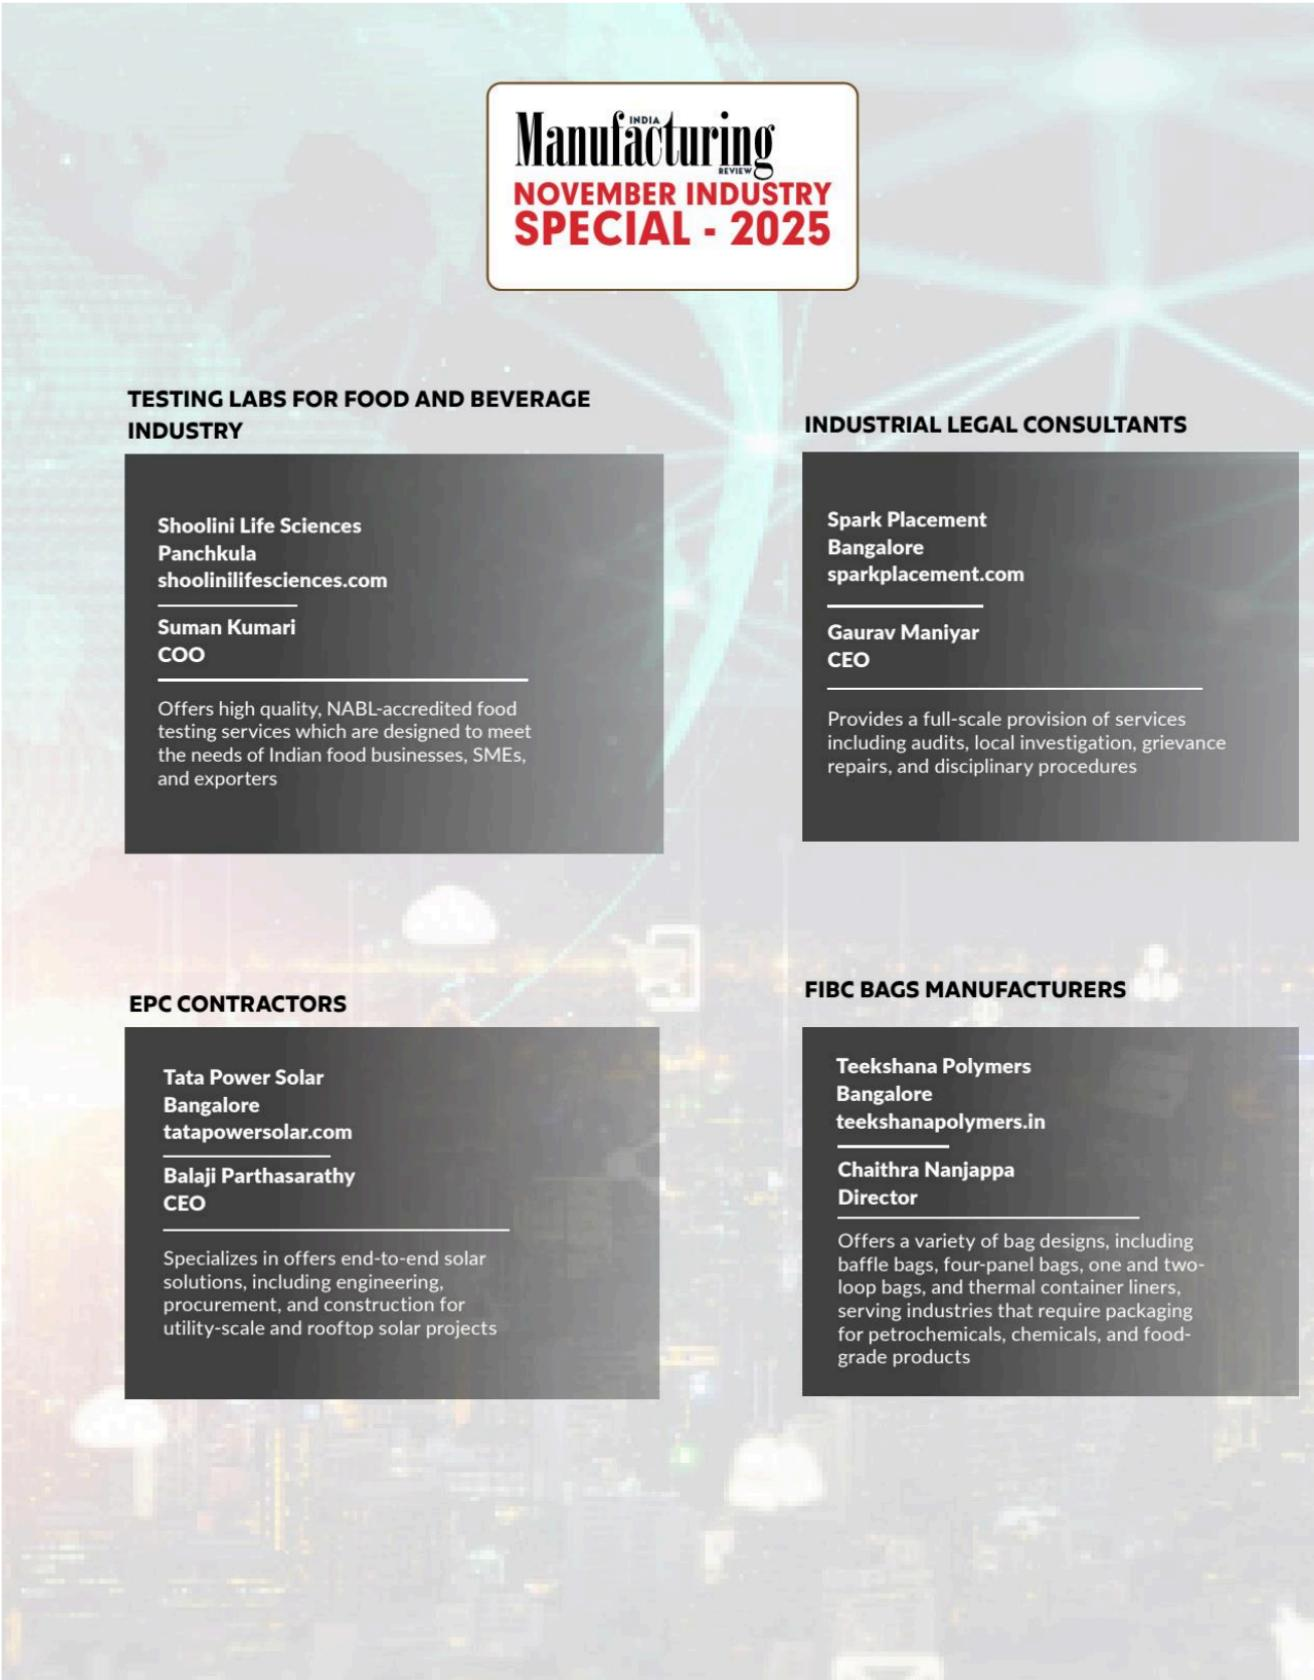 INDIA
Manufacturing
REVIEW
NOVEMBER INDUSTRY
SPECIAL - 2025
TESTING LABS FOR FOOD AND BEVERAGE
INDUSTRY
Shoolini Life Sciences
Panchkula
shoolinilifesciences.com
Suman Kumari
COO
Offers high quality, NABL-accredited food
testing services which are designed to meet
the needs of Indian food businesses, SMEs,
and exporters
INDUSTRIAL LEGAL CONSULTANTS
Spark Placement
Bangalore
sparkplacement.com
Gaurav Maniyar
CEO
Provides a full-scale provision of services
including audits, local investigation, grievance
repairs, and disciplinary procedures
EPC CONTRACTORS
Tata Power Solar
Bangalore
tatapowersolar.com
Balaji Parthasarathy
CEO
Specializes in offers end-to-end solar
solutions, including engineering,
procurement, and construction for
utility-scale and rooftop solar projects
FIBC BAGS MANUFACTURERS
Teekshana Polymers
Bangalore
teekshanapolymers.in
Chaithra Nanjappa
Director
Offers a variety of bag designs, including
baffle bags, four-panel bags, one and two-
loop bags, and thermal container liners,
serving industries that require packaging
for petrochemicals, chemicals, and food-
grade products